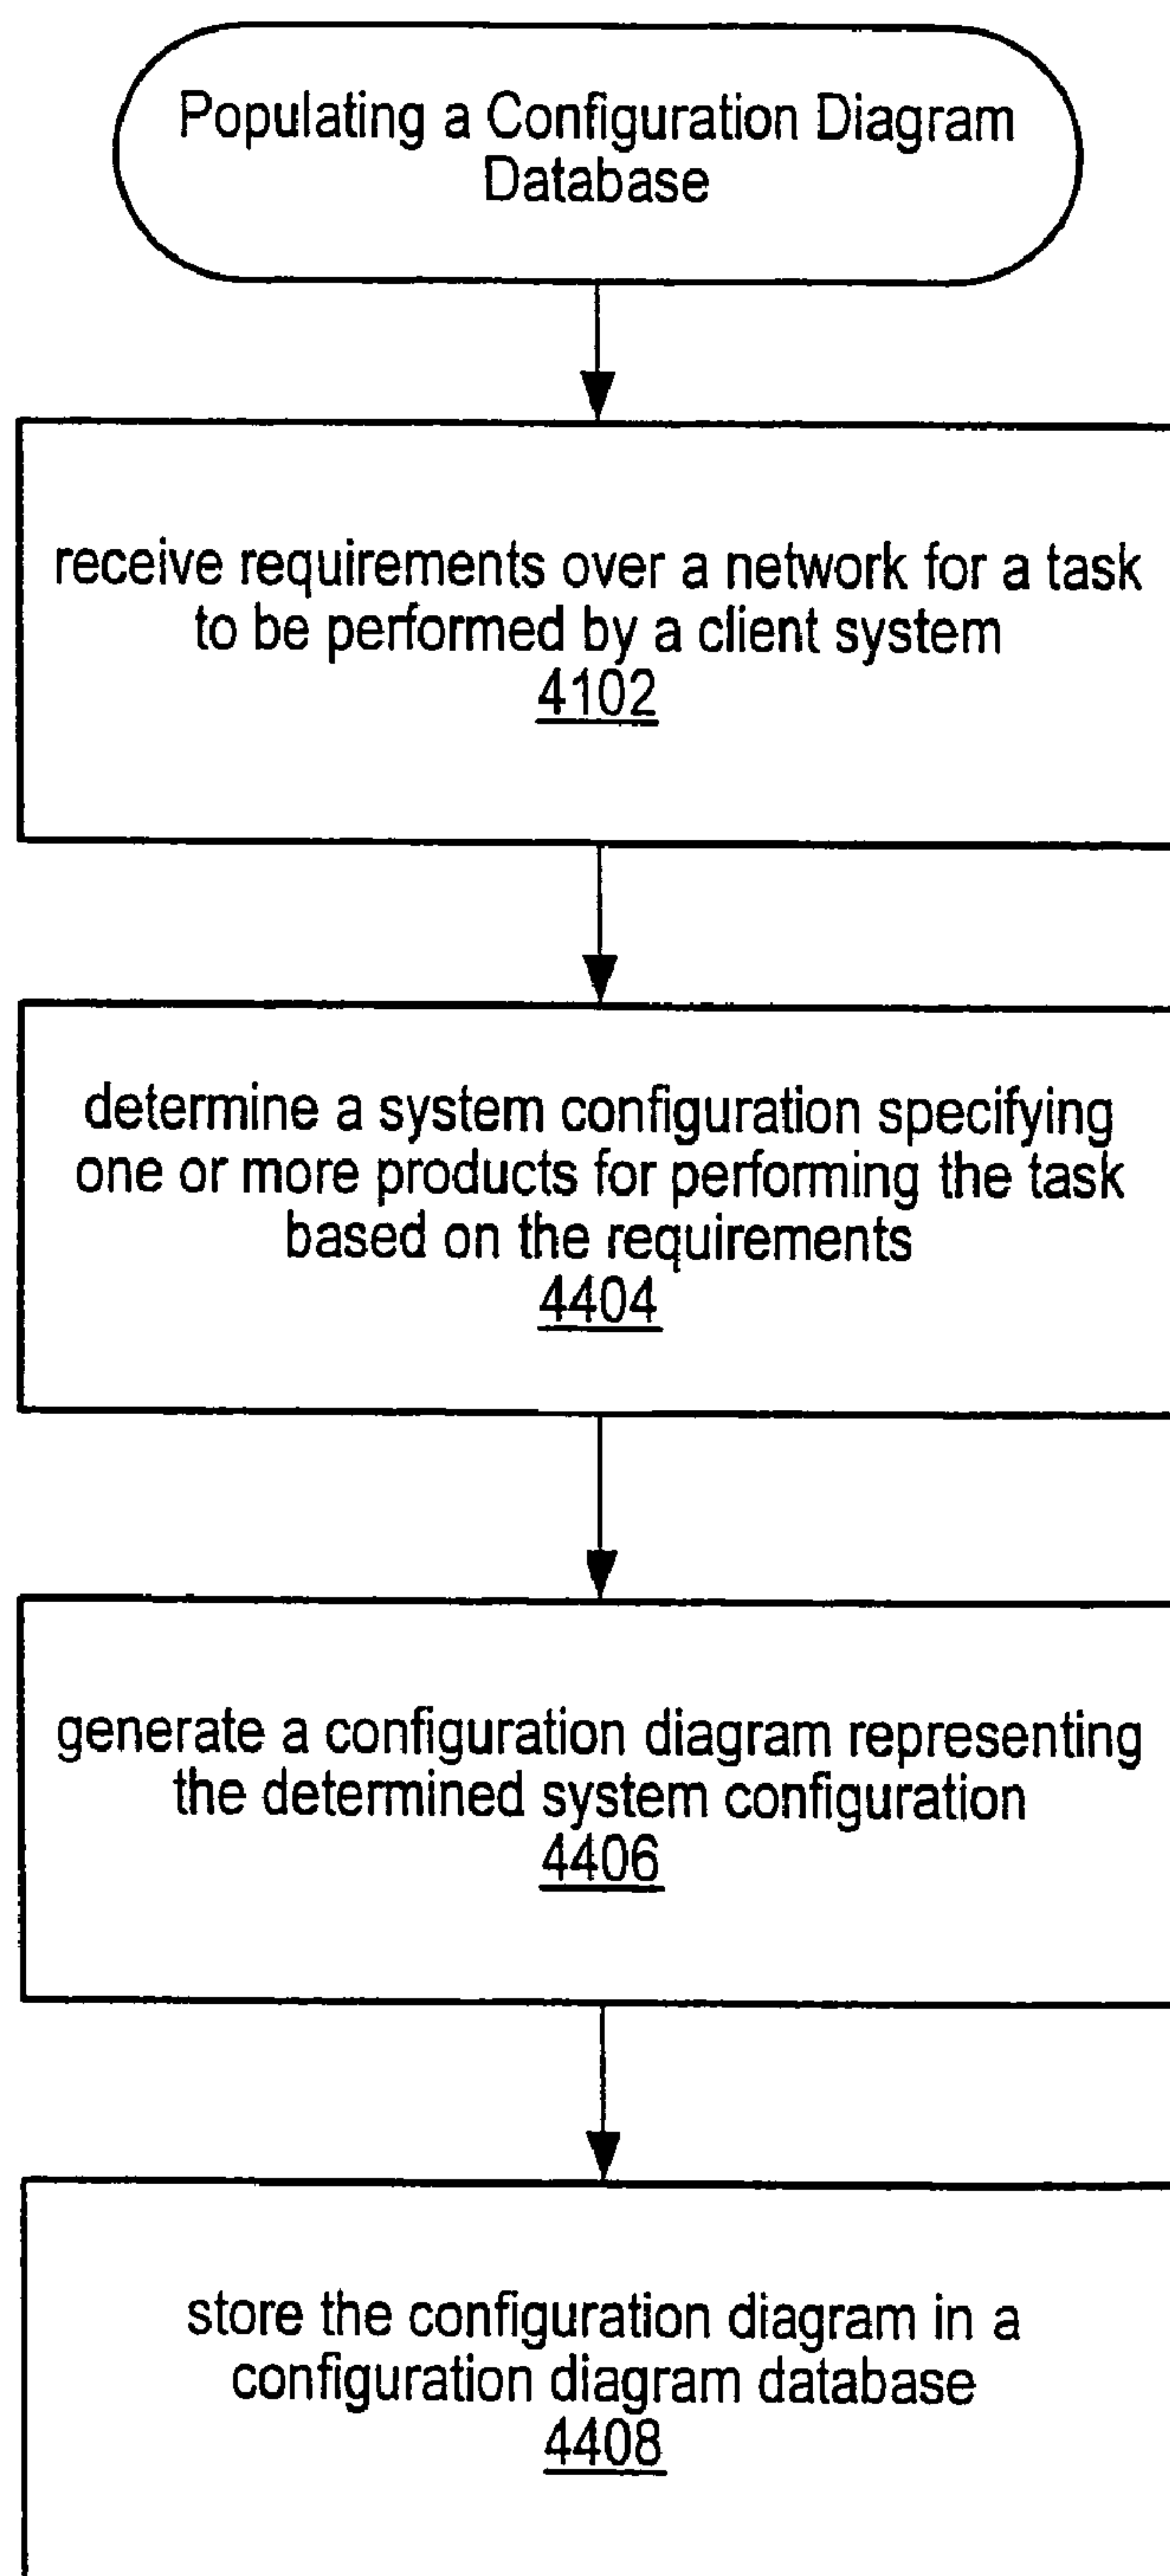 Populating a Configuration Diagram
Database
receive requirements over a network for a task
to be performed by a client system
4102
determine a system configuration specifying
one or more products for performing the task
based on the requirements
4404
generate a configuration diagram representing
the determined system configuration
4406
store the configuration diagram in a
configuration diagram database
4408